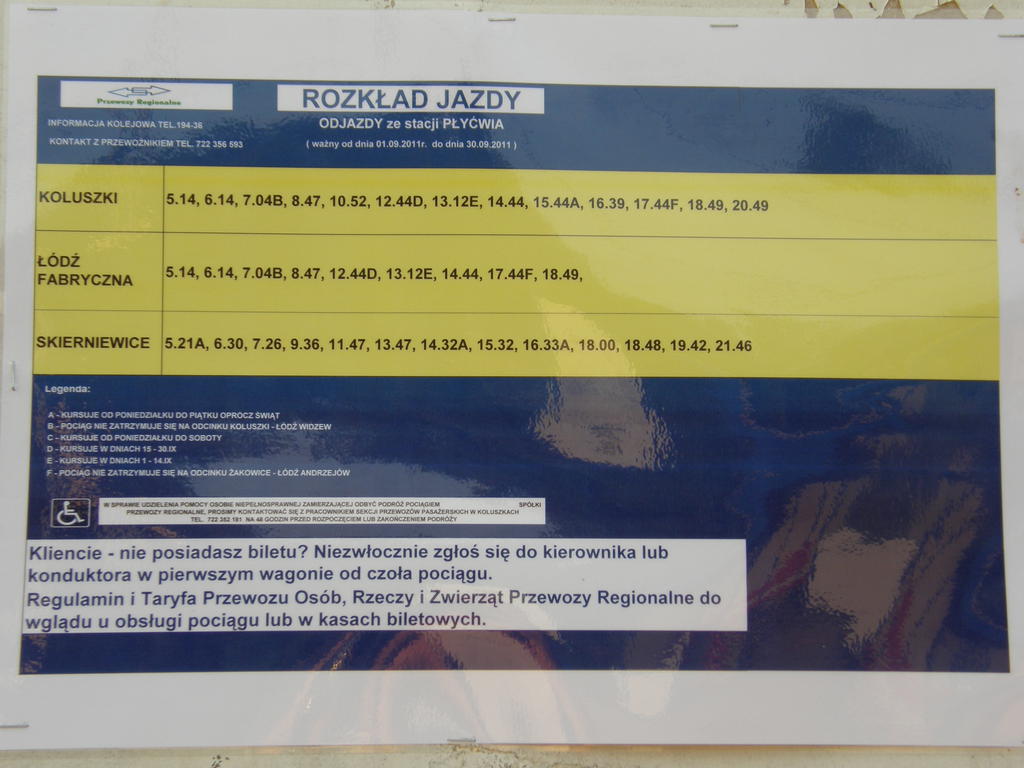 Przewozy Regionalne
ROZKŁAD JAZDY
INFORMACJA KOLEJOWA TEL.194-36
ODJAZDY ze stacji PŁYĆWIA
KONTAKT Z PRZEWOŹNIKIEM TEL. 722 356 593
( ważny od dnia 01.09.2011r. do dnia 30.09.2011 )
KOLUSZKI 5.14, 6.14, 7.04B, 8.47, 10.52, 12.44D, 13.12E, 14.44, 15.44A, 16.39, 17.44F, 18.49, 20.49
ŁÓDŹ
FABRYCZNA 5.14, 6.14, 7.04B, 8.47, 12.44D, 13.12E, 14.44, 17.44F, 18.49,
SKIERNIEWICE 5.21A, 6.30, 7.26, 9.36, 11.47, 13.47, 14.32A, 15.32, 16.33A, 18.00, 18.48, 19.42, 21.46
Legenda:
A - KURSUJE OD PONIEDZIAŁKU DO PIĄTKU OPRÓCZ ŚWIĄT
B - POCIĄG NIE ZATRZYMUJE SIĘ NA ODCINKU KOLUSZKI - ŁÓDŹ WIDZEW
C - KURSUJE OD PONIEDZIAŁKU DO SOBOTY
D - KURSUJE W DNIACH 15 - 30.IX
E - KURSUJE W DNIACH 1 - 14.IX
F - POCIĄG NIE ZATRZYMUJE SIĘ NA ODCINKU ŻAKOWICE - ŁÓDŹ ANDRZEJÓW
W SPRAWIE UDZIELENIA POMOCY OSOBIE NIEPEŁNOSPRAWNEJ ZAMIERZAJĄCEJ ODBYĆ PODRÓŻ POCIĄGIEM SPÓŁKI
PRZEWOZY REGIONALNE, PROSIMY KONTAKTOWAĆ SIĘ Z PRACOWNIKIEM SEKCJI PRZEWOZÓW PASAŻERSKICH W KOLUSZKACH
TEL. 722 352 181 NA 48 GODZIN PRZED ROZPOCZĘCIEM LUB ZAKOŃCZENIEM PODRÓŻY
Kliencie - nie posiadasz biletu? Niezwłocznie zgłoś się do kierownika lub
konduktora w pierwszym wagonie od czoła pociągu.
Regulamin i Taryfa Przewozu Osób, Rzeczy i Zwierząt Przewozy Regionalne do
wglądu u obsługi pociągu lub w kasach biletowych.